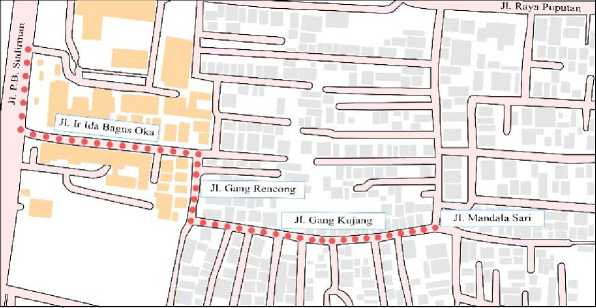 Jl. Raya Puputan
Jl. P.B. Sudirman
Jl. Ir Ida Bagus Oka
Jl. Gang Rencong
Jl. Gang Kujang
Jl. Mandala Sari